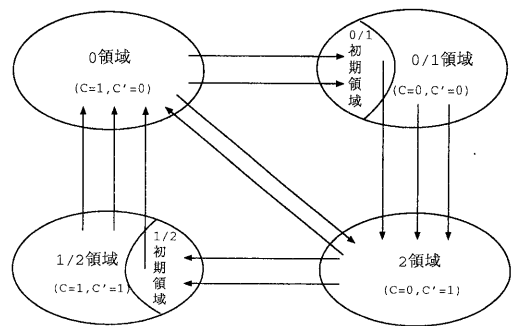 0領域
(C=1,C'=0)
0/1
初
期
領
域
0/1領域
(C=0,C'=0)
1/2領域
(C=1,C'=1)
1/2
初
期
領
域
2領域
(C=0,C'=1)